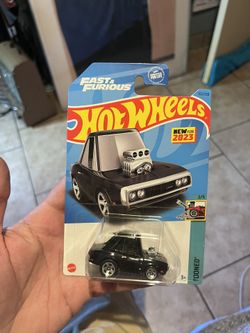 FAST & FURIOUS
HOT WHEELS
NEW FOR
2023
TOONED